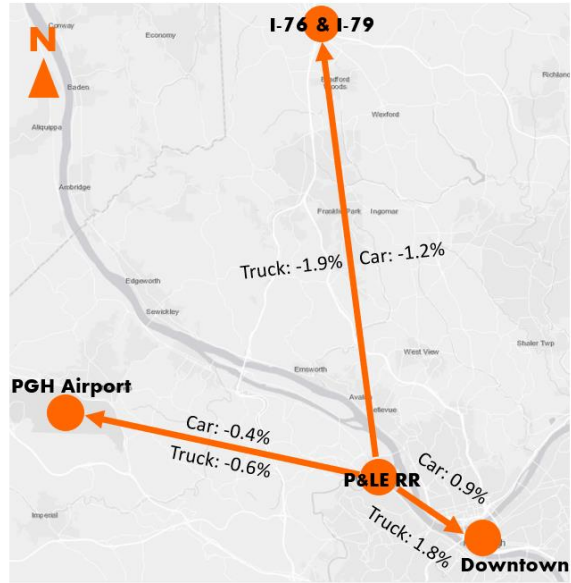 I-76 & I-79
Conway
Economy
N
Richland
Baden
Bradford
Woods
Wexford
Aliquippa
Ambridge
Franklin Park
Ingomar
Truck: -1.9%
Car: -1.2%
Edgeworth
Sewickley
Shaler Twp
Emsworth
West View
PGH Airport
Avalon
Bellevue
Car: -0.4%
Truck: -0.6%
P&LE RR
Car: 0.9%
Imperial
Truck: 1.8%
Downtown